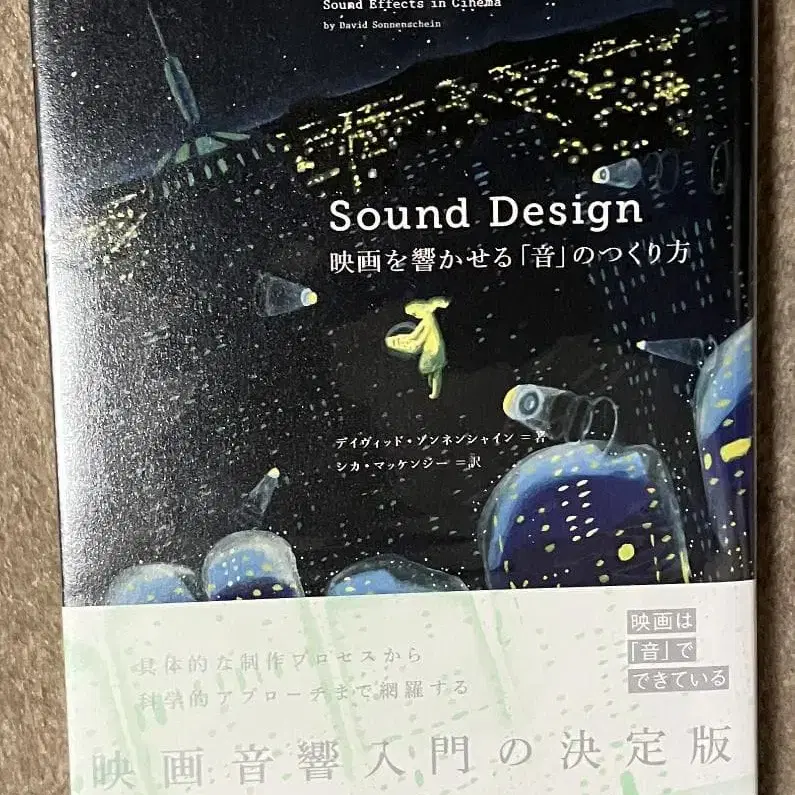 Sound Effects in Cinema
by David Sonnenschein
Sound Design
映画を響かせる「音」のつくり方
デイヴィッド・ゾンネンシャイン＝著
シカ・マッケンジー＝訳
映画は
「音」で
できている
具体的な制作プロセスから
科学的アプローチまで網羅する
映画音響入門の決定版